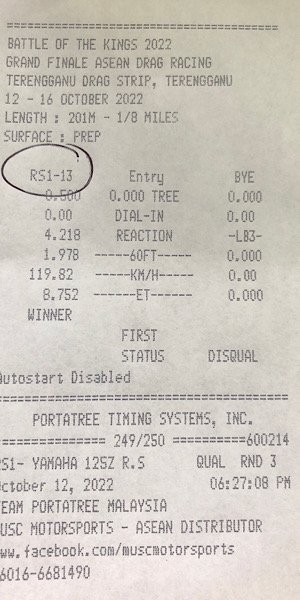 BATTLE OF THE KINGS 2022
GRAND FINALE ASEAN DRAG RACING
TERENGGANU DRAG STRIP, TERENGGANU
12 - 16 OCTOBER 2022
LENGTH : 201M - 1/8 MILES
SURFACE : PREP
RS1-13 Entry BYE
0.500 0.000 TREE 0.000
0.00 DIAL-IN 0.00
4.218 REACTION -LB3-
1.978 -----60FT----- 0.000
119.82 -----KM/H----- 0.00
8.752 ------ET------ 0.000
WINNER
FIRST
STATUS DISQUAL
Autostart Disabled
PORTATREE TIMING SYSTEMS, INC.
============== 249/250 ==========600214
RS1- YAMAHA 125Z R.S QUAL RND 3
October 12, 2022 06:27:08 PM
TEAM PORTATREE MALAYSIA
MUSC MOTORSPORTS - ASEAN DISTRIBUTOR
www.facebook.com/muscmotorsports
6016-6681490